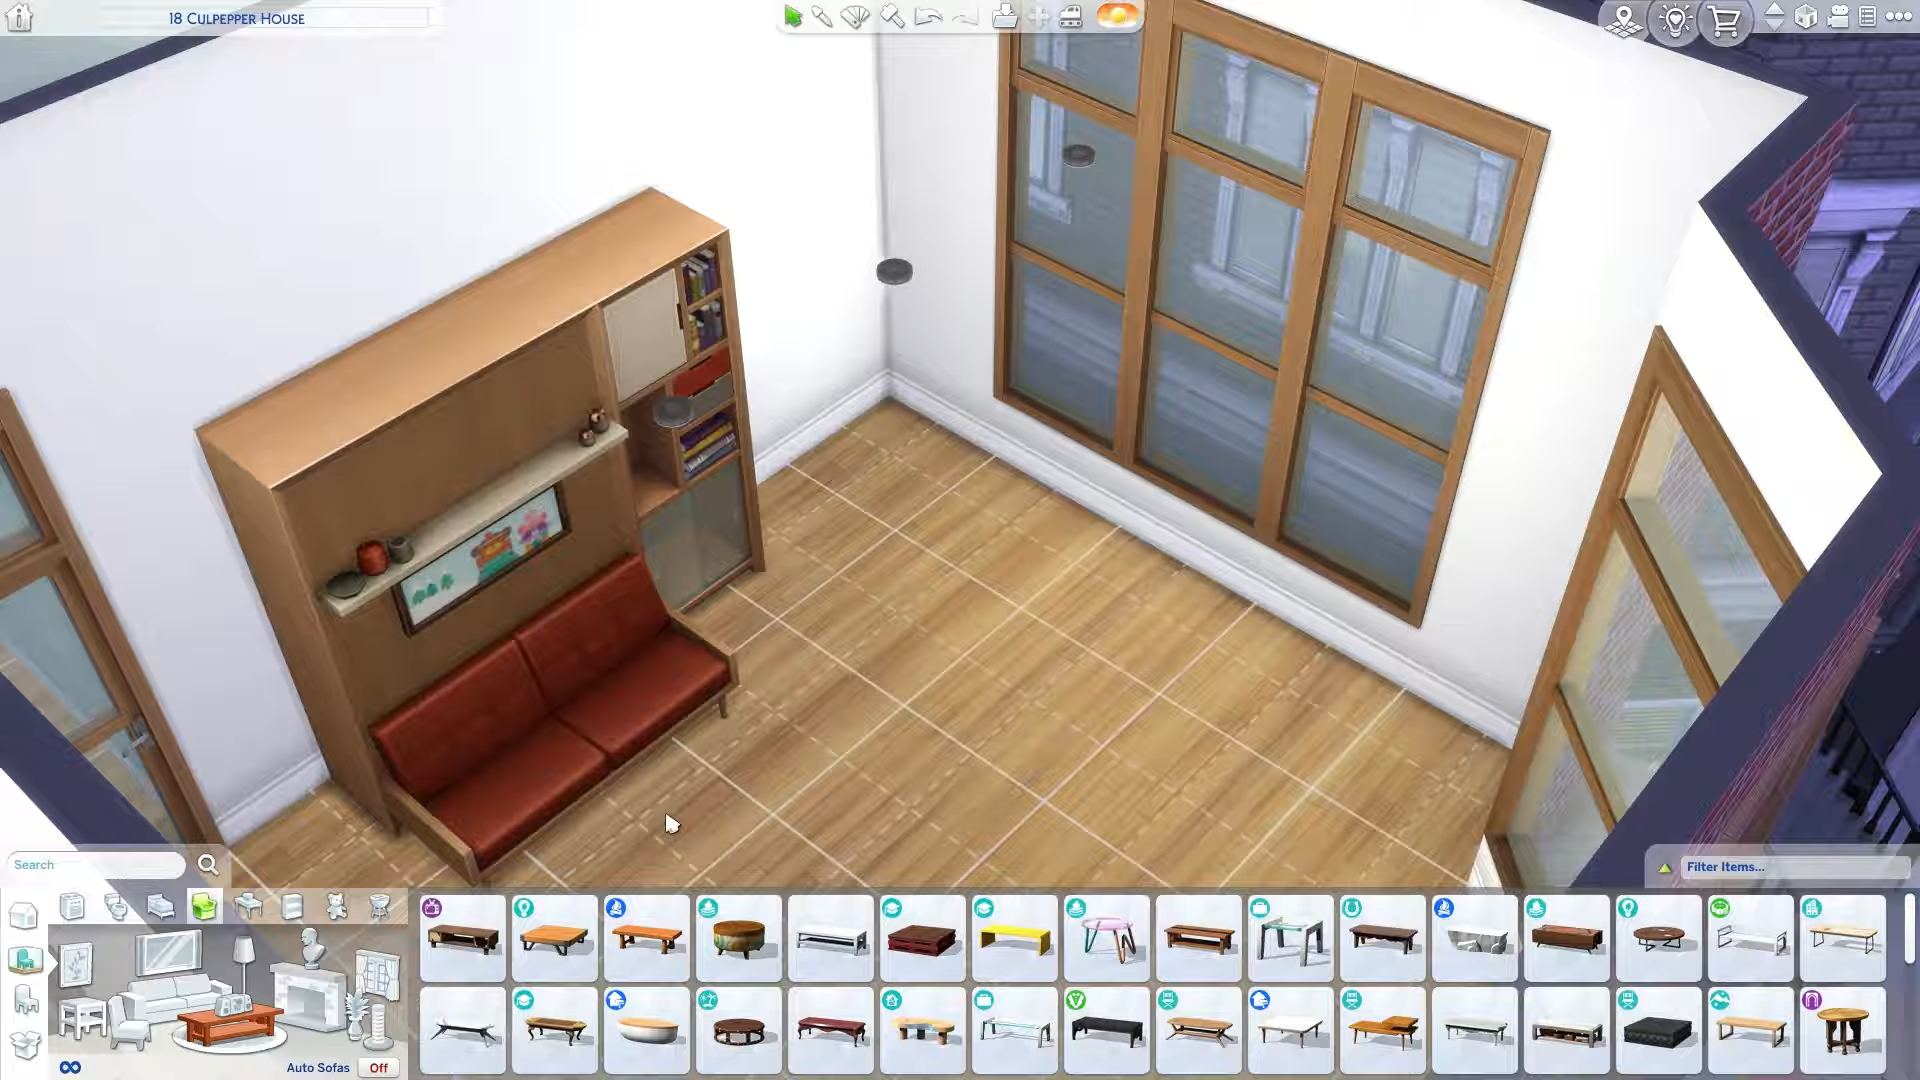 18 CULPEPPER HOUSE
Search
Filter Items...
Auto Sofas
Off